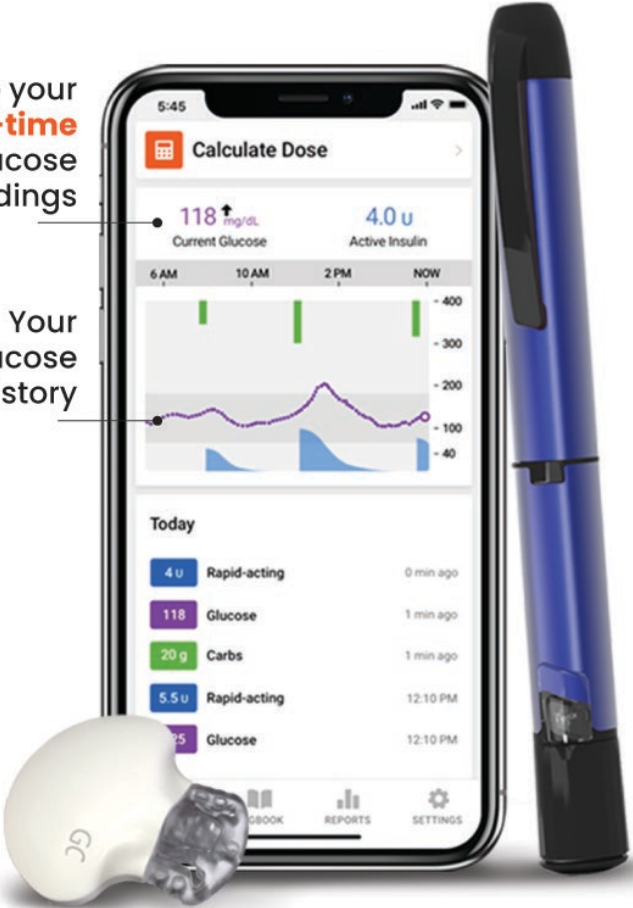 your
-time
ucose
dings
Your
ucose
story
5:45
Calculate Dose
118 mg/dL
Current Glucose
4.0 U
Active Insulin
6 AM 10 AM 2 PM NOW
- 400
- 300
- 200
- 100
- 40
Today
4 U Rapid-acting 0 min ago
118 Glucose 1 min ago
20 g Carbs 1 min ago
5.5 U Rapid-acting 12:10 PM
25 Glucose 12:10 PM
GBOOK REPORTS SETTINGS
GC